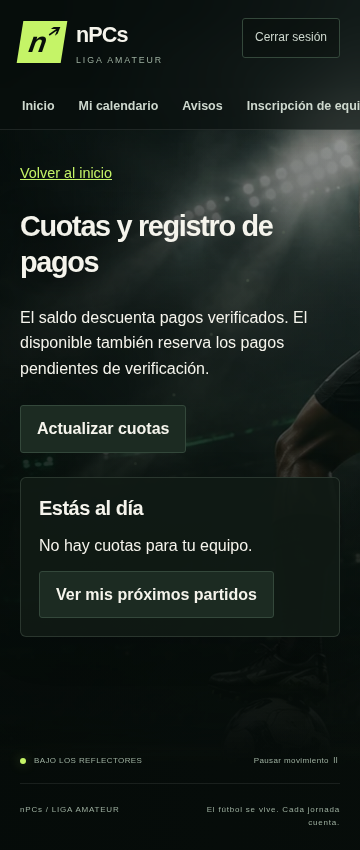 n
nPCs
LIGA AMATEUR
Cerrar sesión
Inicio
Mi calendario
Avisos
Inscripción de equi
Volver al inicio
Cuotas y registro de
pagos
El saldo descuenta pagos verificados. El
disponible también reserva los pagos
pendientes de verificación.
Actualizar cuotas
Estás al día
No hay cuotas para tu equipo.
Ver mis próximos partidos
BAJO LOS REFLECTORES
Pausar movimiento
nPCs / LIGA AMATEUR
El fútbol se vive. Cada jornada
cuenta.